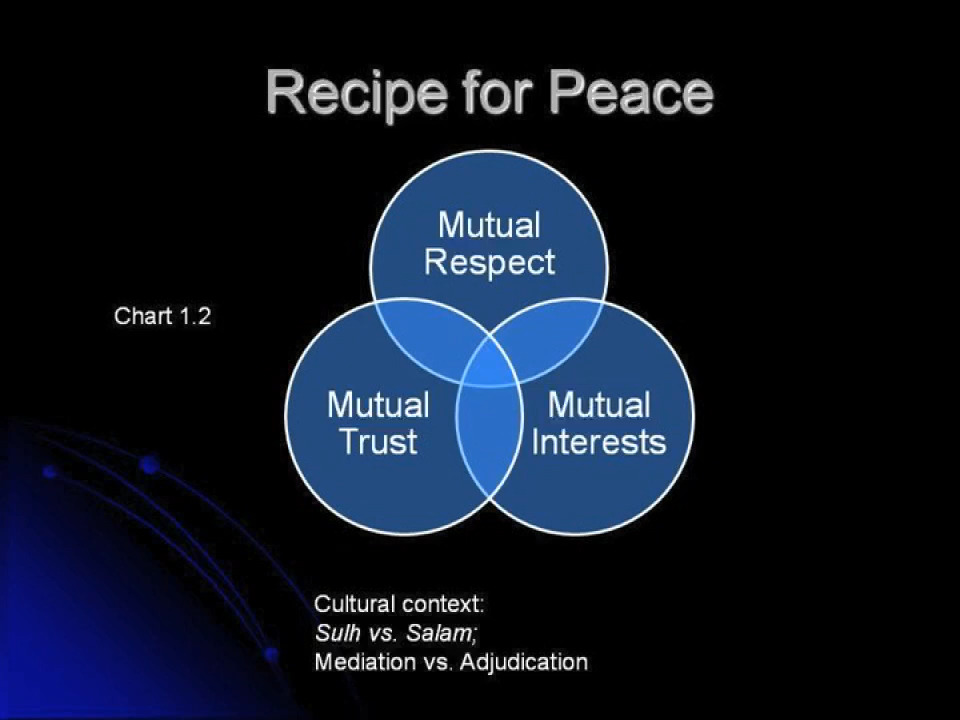 Recipe for Peace
Mutual
Respect
Chart 1.2
Mutual
Trust
Mutual
Interests
Cultural context:
Sulh vs. Salam;
Mediation vs. Adjudication